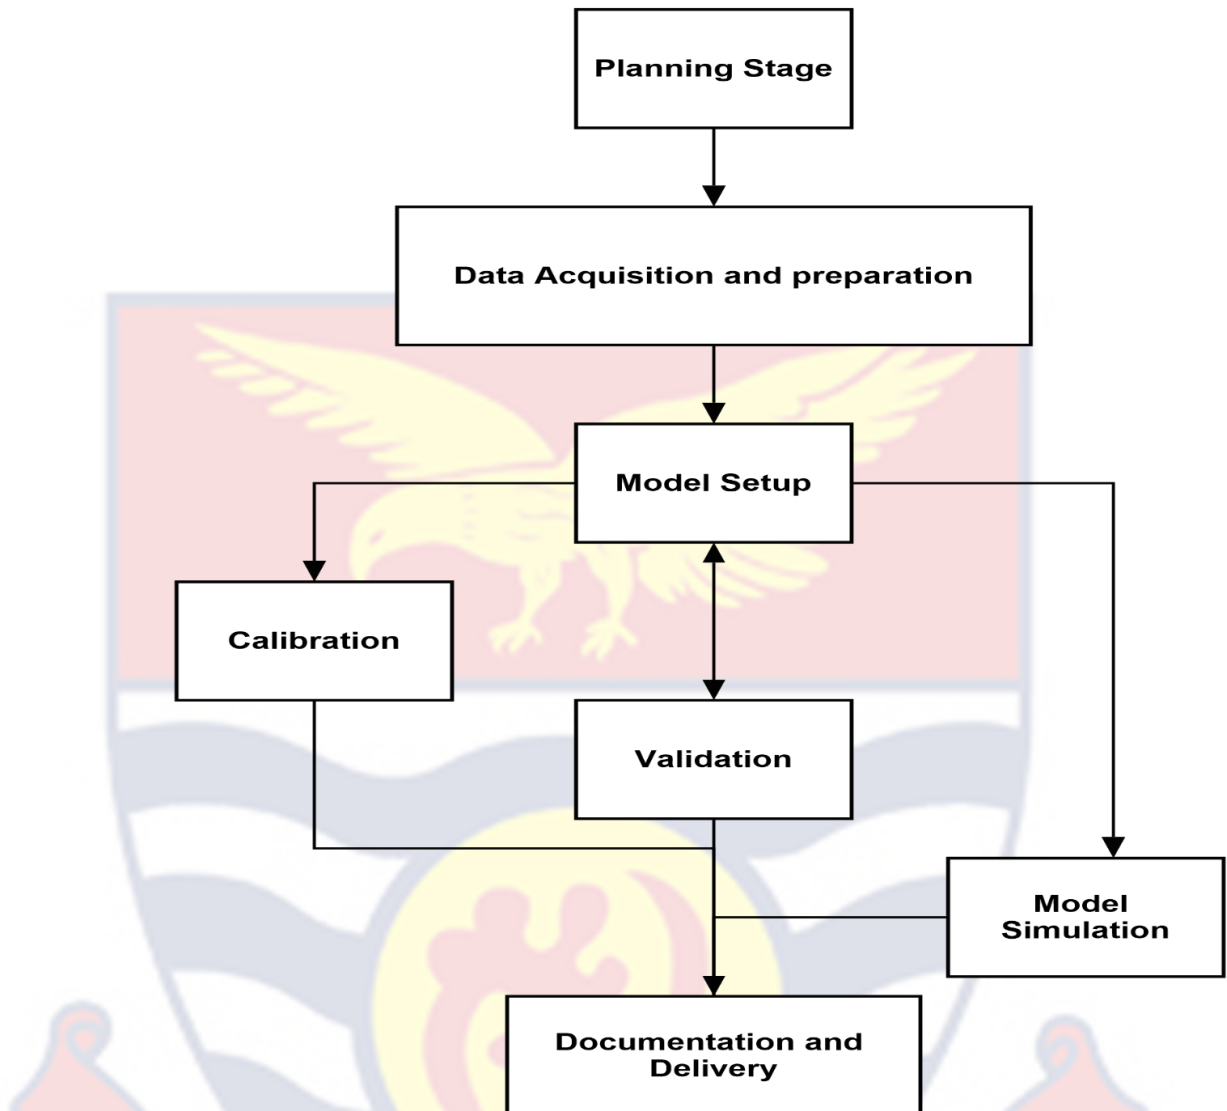 Planning Stage
Data Acquisition and preparation
Model Setup
Calibration
Validation
Model
Simulation
Documentation and
Delivery